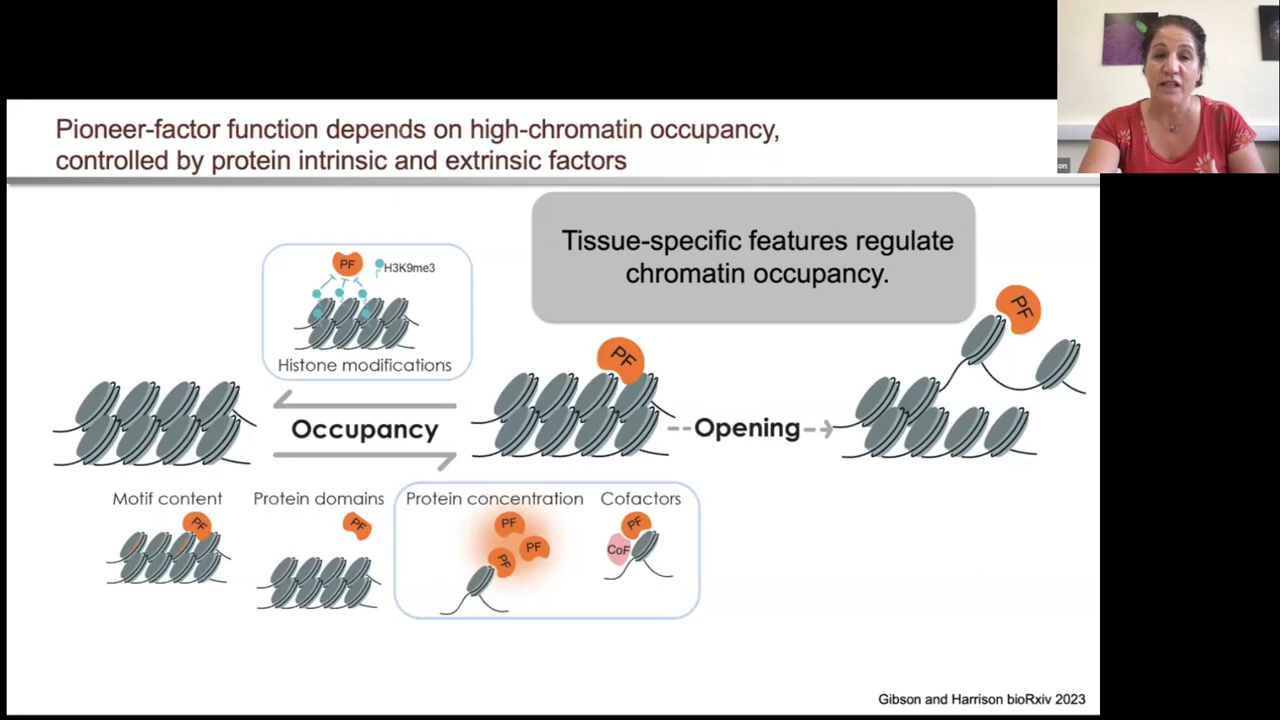 Pioneer-factor function depends on high-chromatin occupancy,
controlled by protein intrinsic and extrinsic factors
on
Tissue-specific features regulate
chromatin occupancy.
PF
H3K9me3
Histone modifications
PF
PF
Occupancy
Opening
Motif content
Protein domains
Protein concentration
Cofactors
PF
PF
PF
PF
PF
PF
CoF
Gibson and Harrison bioRxiv 2023